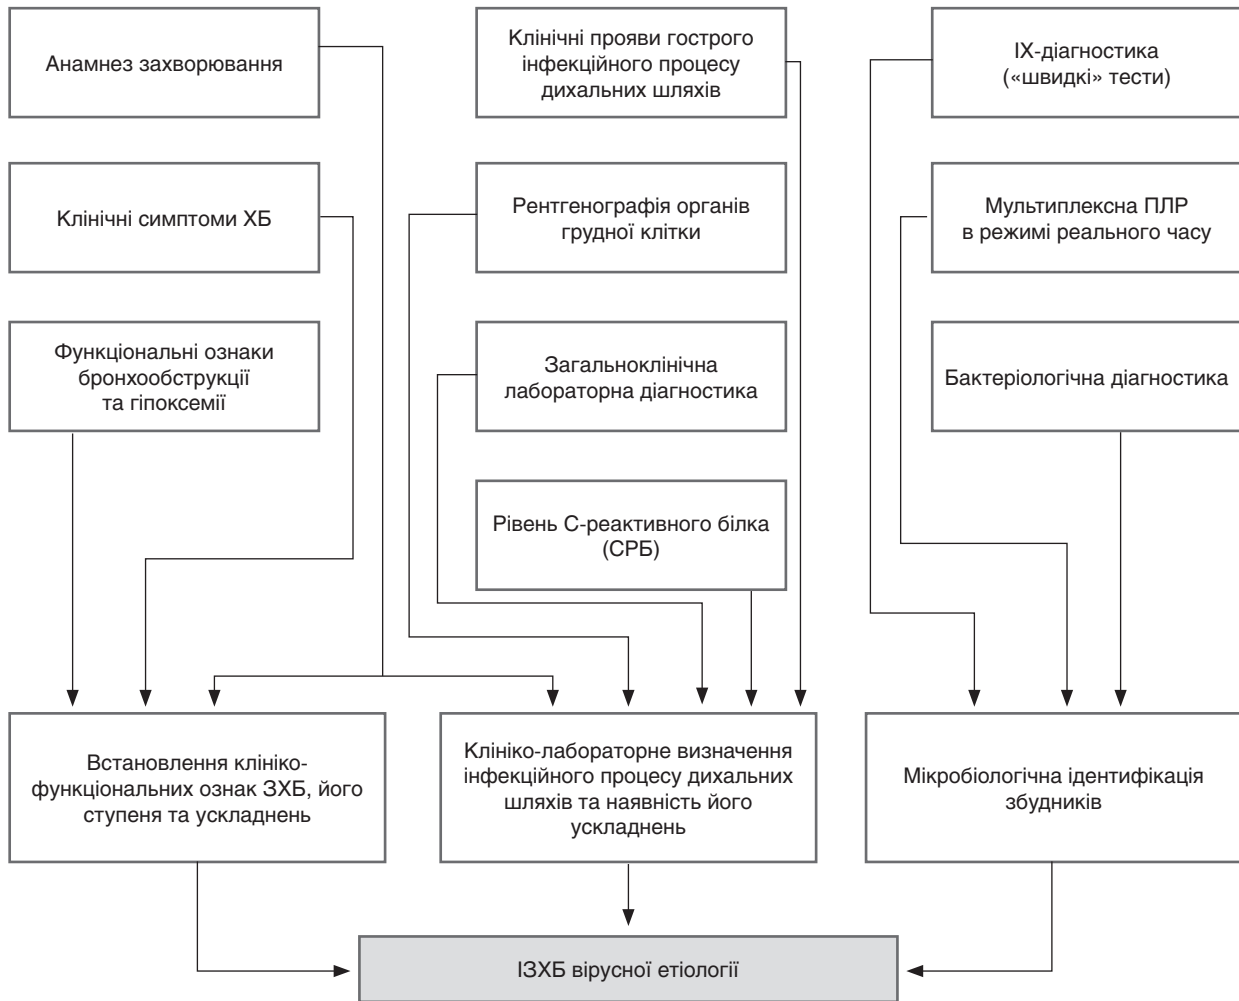 Анамнез захворювання
Клінічні прояви гострого
інфекційного процесу
дихальних шляхів
ІХ-діагностика
(«швидкі» тести)
Клінічні симптоми ХБ
Рентгенографія органів
грудної клітки
Мультиплексна ПЛР
в режимі реального часу
Функціональні ознаки
бронхообструкції
та гіпоксемії
Загальноклінічна
лабораторна діагностика
Бактеріологічна діагностика
Рівень С-реактивного білка
(СРБ)
Встановлення клініко-
функціональних ознак ЗХБ, його
ступеня та ускладнень
Клініко-лабораторне визначення
інфекційного процесу дихальних
шляхів та наявність його
ускладнень
Мікробіологічна ідентифікація
збудників
ІЗХБ вірусної етіології